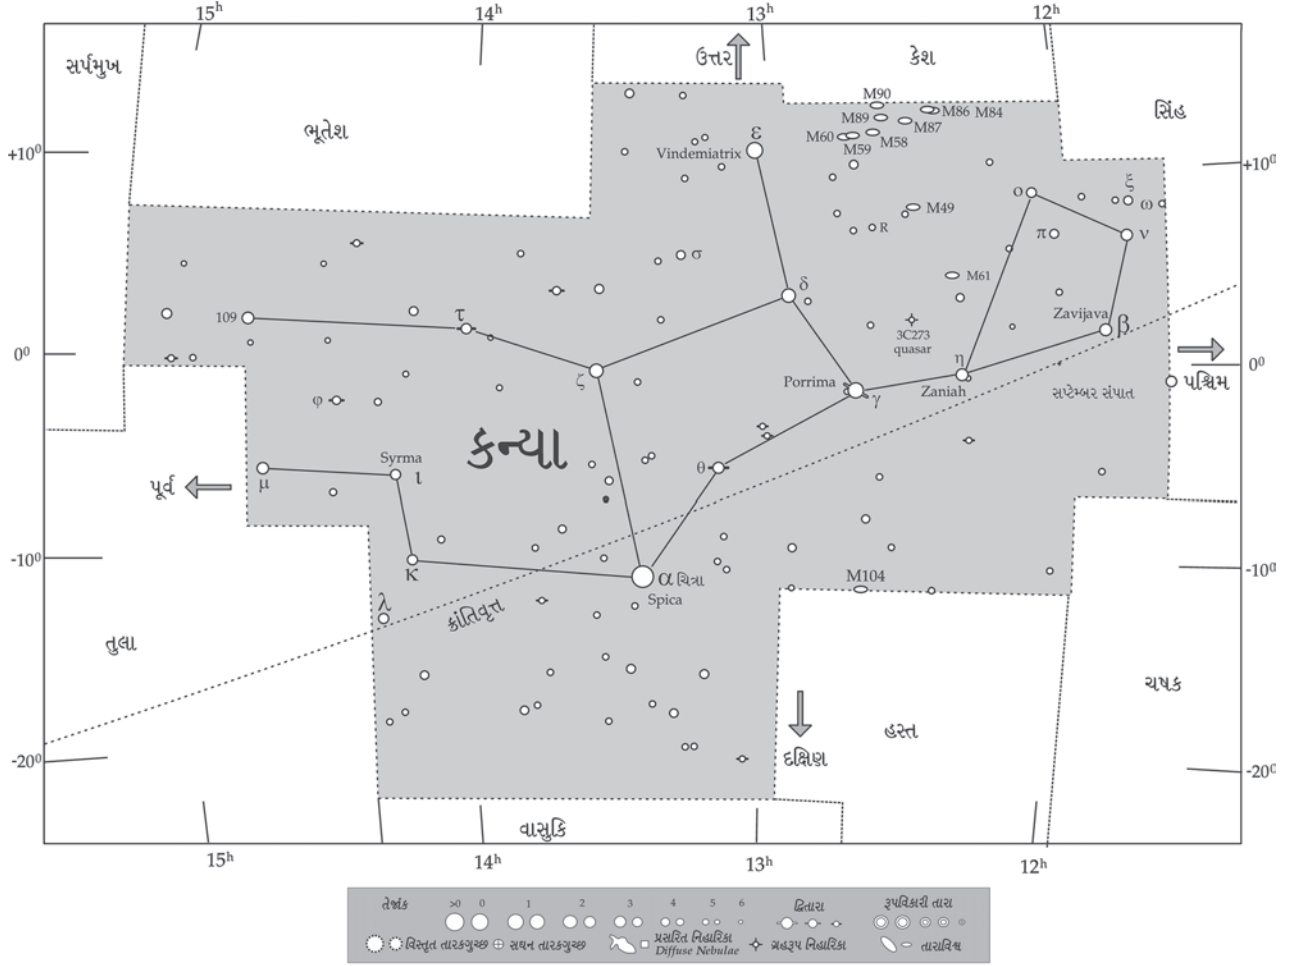 15h 14h 13h 12h
ઉત્તર
કેશ
સર્પમુખ
સિંહ
ભૂતેશ
M90
M86 M84
M89
M87
M60
M58
M59
+10⁰
+10⁰
ε
Vindemiatrix
ξ
ο
ω
M49
R
π
ν
σ
M61
δ
109
τ
3C273
quasar
Zavijava
β
0⁰
0⁰
ζ
η
Porrima
Zaniah
γ
સપ્ટેમ્બર સંપાત
પશ્ચિમ
φ
કન્યા
Syrma
ι
μ
θ
પૂર્વ
-10⁰
-10⁰
κ
α ચિત્રા
Spica
M104
λ
ક્રાંતિવૃત્ત
તુલા
ચષક
હસ્ત
દક્ષિણ
-20⁰
-20⁰
વાસુકિ
15h 14h 13h 12h
તેજાંક >0 0 1 2 3 4 5 6 દ્વિતારા રૂપવિકારી તારા
વિસ્તૃત તારકગુચ્છ સઘન તારકગુચ્છ પ્રસરિત નિહારિકા ગ્રહરૂપ નિહારિકા તારાવિશ્વ
Diffuse Nebulae